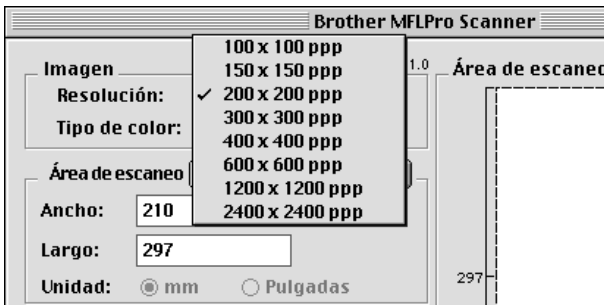 Brother MFLPro Scanner
Imagen
1.0
Área de escaneo
100 x 100 ppp
150 x 150 ppp
Resolución:
✓ 200 x 200 ppp
300 x 300 ppp
Tipo de color:
400 x 400 ppp
600 x 600 ppp
1200 x 1200 ppp
2400 x 2400 ppp
Área de escaneo
Ancho: 210
Largo: 297
Unidad: mm Pulgadas
297